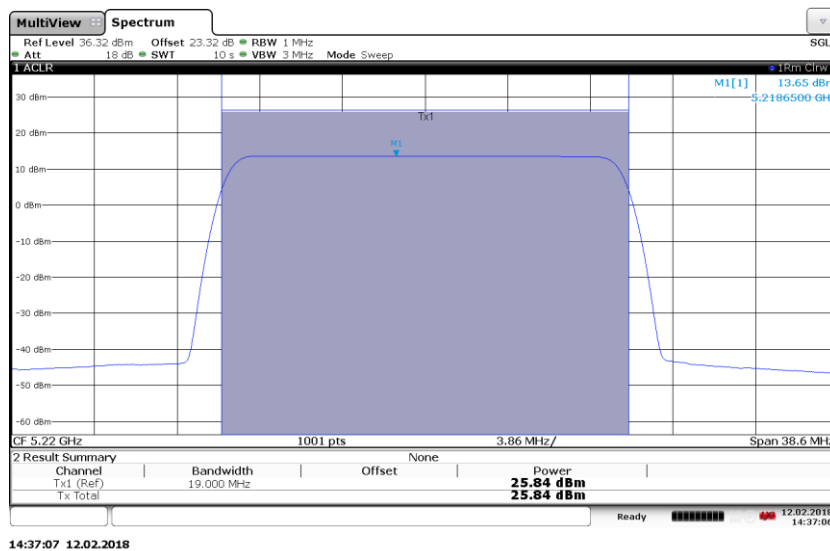 MultiView Spectrum
Ref Level 36.32 dBm Offset 23.32 dB RBW 1 MHz
SGL
Att 18 dB SWT 10 s VBW 3 MHz Mode Sweep
1 ACLR 1Rm Clrw
M1[1] 13.65 dBm
5.2186500 GH
30 dBm
Tx1
20 dBm
M1
10 dBm
0 dBm
-10 dBm
-20 dBm
-30 dBm
-40 dBm
-50 dBm
-60 dBm
CF 5.22 GHz 1001 pts 3.86 MHz/ Span 38.6 MHz
2 Result Summary None
Channel Bandwidth Offset Power
Tx1 (Ref) 19.000 MHz 25.84 dBm
Tx Total 25.84 dBm
Ready 12.02.2018
14:37:06
14:37:07 12.02.2018